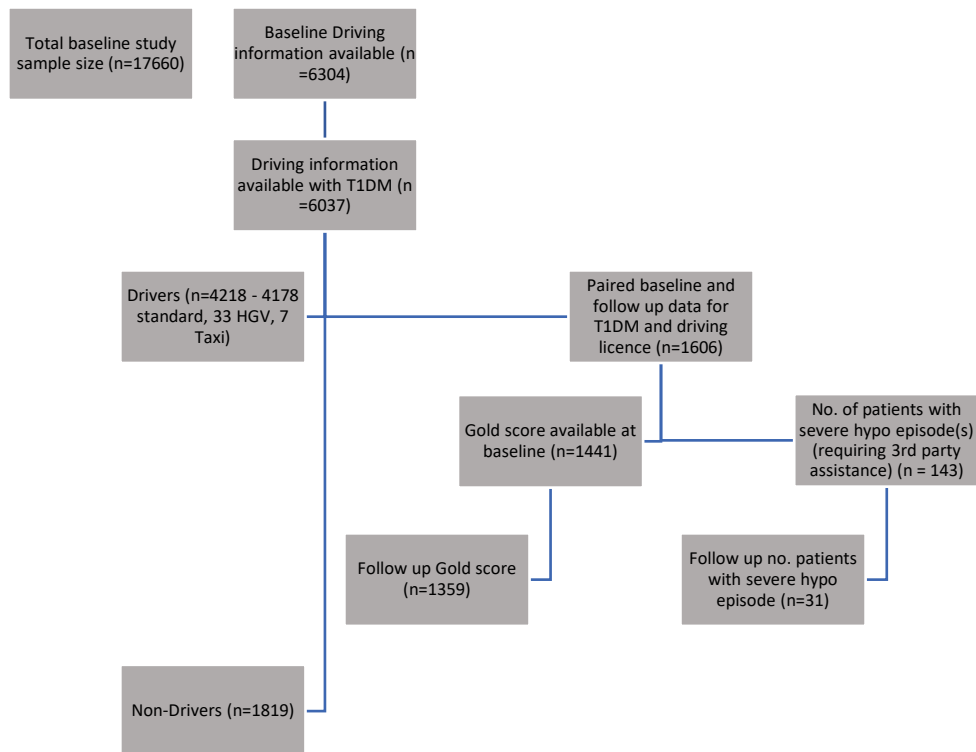 Total baseline study
sample size (n=17660)
Baseline Driving
information available (n
=6304)
Driving information
available with T1DM (n
=6037)
Drivers (n=4218 - 4178
standard, 33 HGV, 7
Taxi)
Paired baseline and
follow up data for
T1DM and driving
licence (n=1606)
Gold score available at
baseline (n=1441)
No. of patients with
severe hypo episode(s)
(requiring 3rd party
assistance) (n = 143)
Follow up Gold score
(n=1359)
Follow up no. patients
with severe hypo
episode (n=31)
Non-Drivers (n=1819)